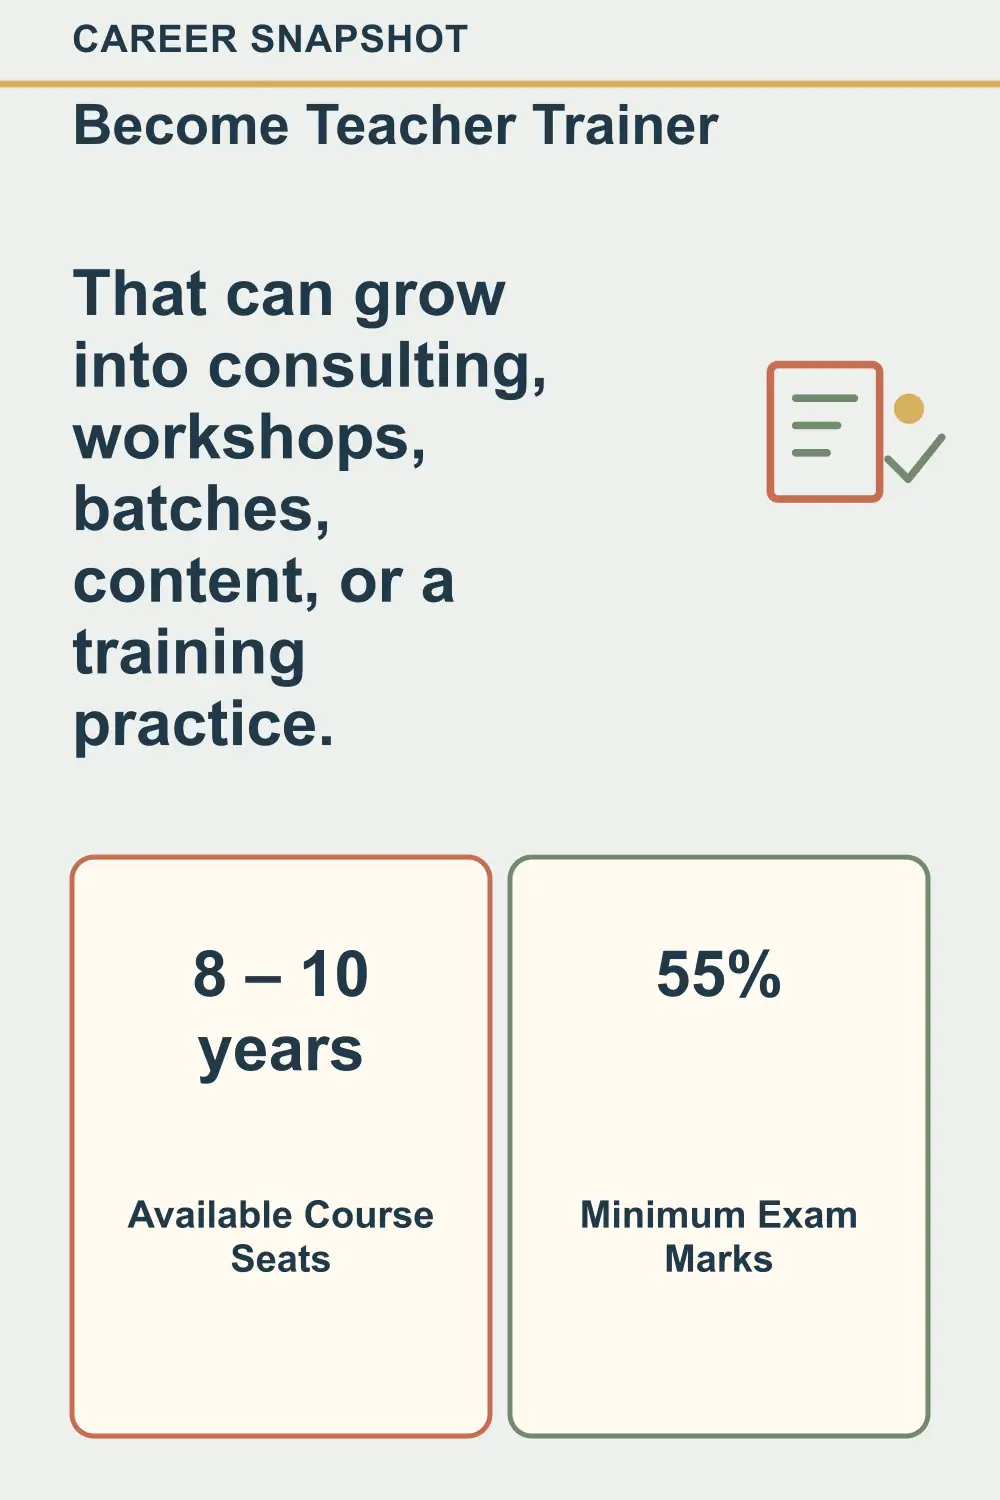 CAREER SNAPSHOT
Become Teacher Trainer
That can grow
into consulting,
workshops,
batches,
content, or a
training
practice.
8 – 10
years
Available Course
Seats
55%
Minimum Exam
Marks